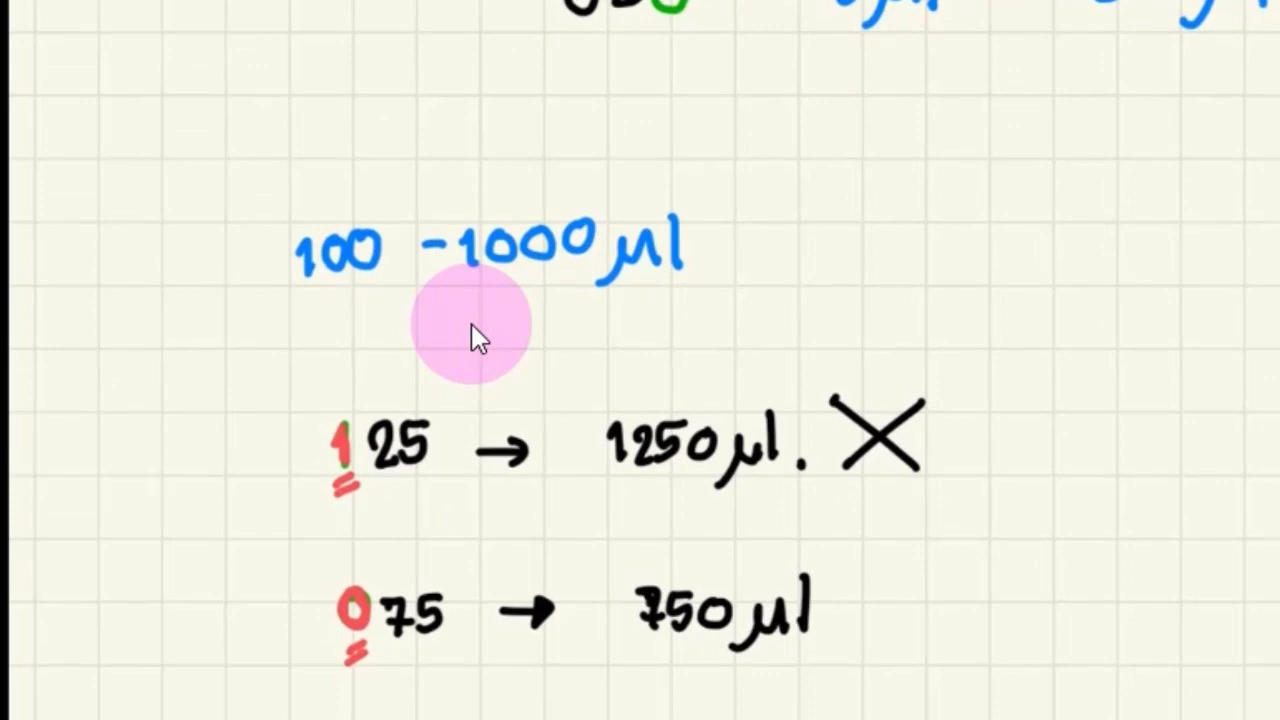 100 - 1000 µl
125 → 1250 µl. X
075 → 750 µl